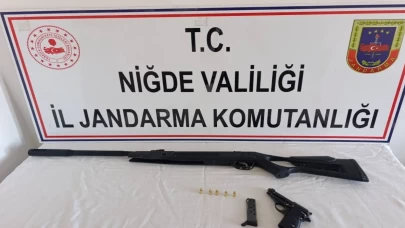 T.C.
NİĞDE VALİLİĞİ
İL JANDARMA KOMUTANLIĞI